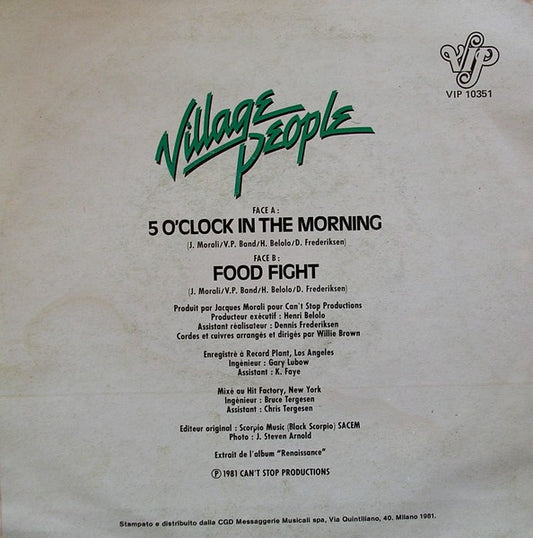 VIP
VIP 10351
Village
People
FACE A :
5 O'CLOCK IN THE MORNING
(J. Morali/V.P. Band/H. Belolo/D. Frederiksen)
FACE B :
FOOD FIGHT
(J. Morali/V.P. Band/H. Belolo/D. Frederiksen)
Produit par Jacques Morali pour Can't Stop Productions
Producteur exécutif : Henri Belolo
Assistant réalisateur : Dennis Frederiksen
Cordes et cuivres arrangés et dirigés par Willie Brown
Enregistré à Record Plant, Los Angeles
Ingénieur : Gary Lubow
Assistant : K. Faye
Mixé au Hit Factory, New York
Ingénieur : Bruce Tergesen
Assistant : Chris Tergesen
Editeur original : Scorpio Music (Black Scorpio) SACEM
Photo : J. Steven Arnold
Extrait de l'album "Renaissance"
℗ 1981 CAN'T STOP PRODUCTIONS
Stampato e distribuito dalla CGD Messaggerie Musicali spa, Via Quintiliano, 40. Milano 1981.